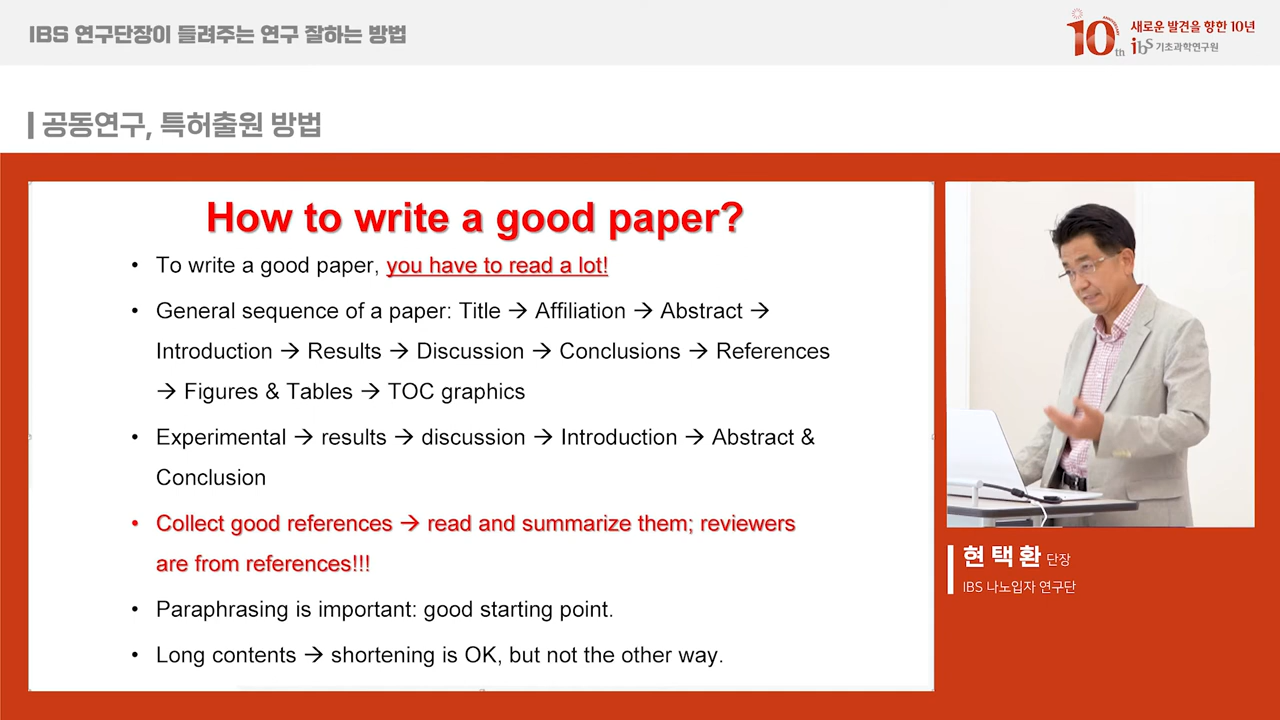 IBS 연구단장이 들려주는 연구 잘하는 방법
10th
ANNIVERSARY
새로운 발견을 향한 10년
ibs 기초과학연구원
공동연구, 특허출원 방법
How to write a good paper?
• To write a good paper, you have to read a lot!
• General sequence of a paper: Title → Affiliation → Abstract →
Introduction → Results → Discussion → Conclusions → References
→ Figures & Tables → TOC graphics
• Experimental → results → discussion → Introduction → Abstract &
Conclusion
• Collect good references → read and summarize them; reviewers
are from references!!!
• Paraphrasing is important: good starting point.
• Long contents → shortening is OK, but not the other way.
현택환 단장
IBS 나노입자 연구단